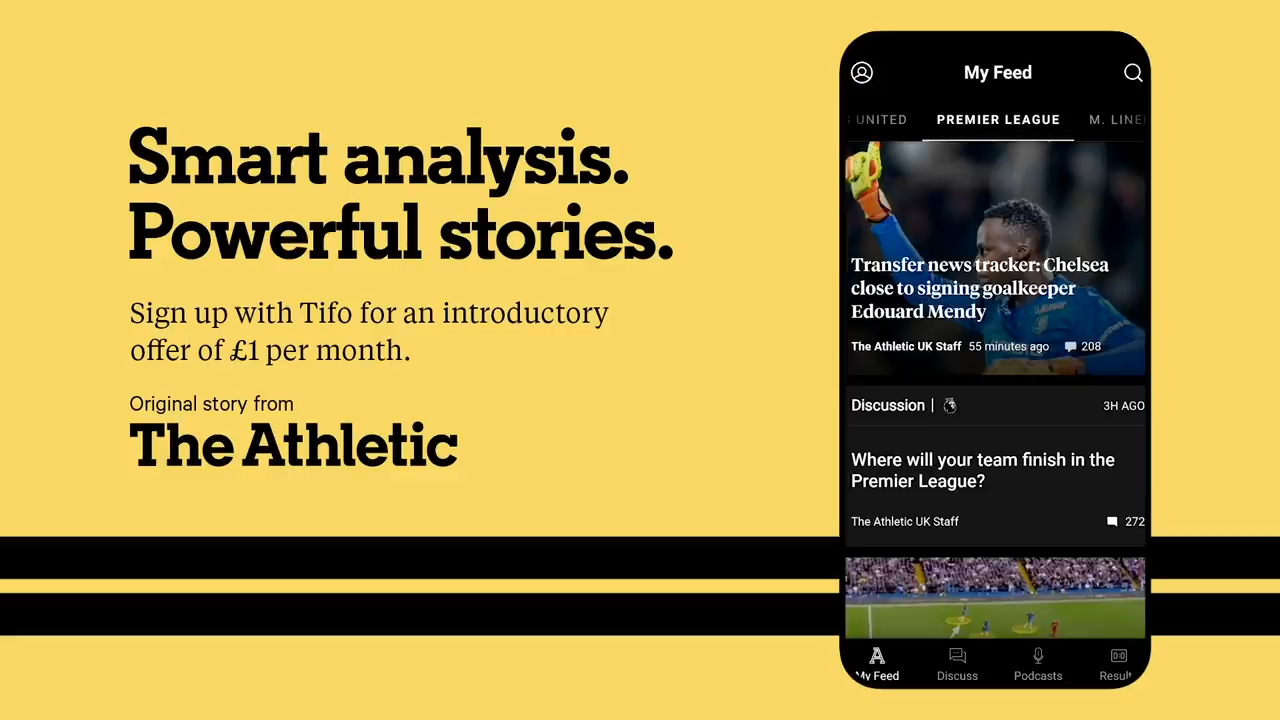 Smart analysis.
Powerful stories.
Sign up with Tifo for an introductory
offer of £1 per month.
Original story from
The Athletic
My Feed
UNITED
PREMIER LEAGUE
M. LINE
Transfer news tracker: Chelsea
close to signing goalkeeper
Edouard Mendy
The Athletic UK Staff 55 minutes ago 208
Discussion |
3H AGO
Where will your team finish in the
Premier League?
The Athletic UK Staff
272
My Feed
Discuss
Podcasts
Result